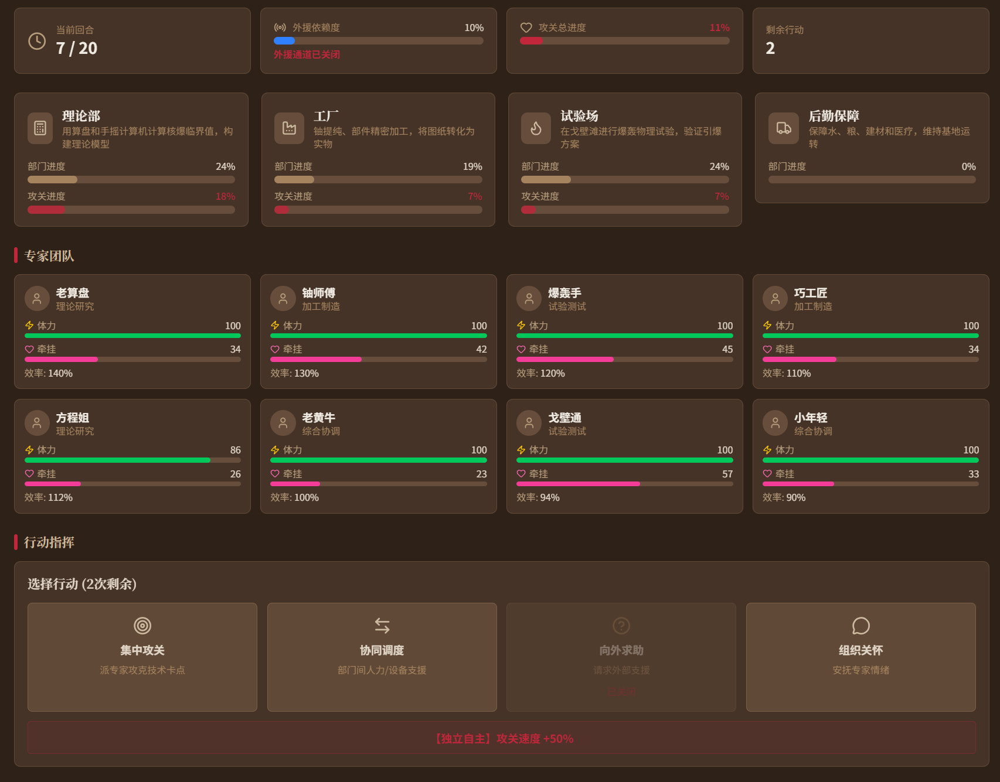 当前回合
7 / 20
外援依赖度 10%
外援通道已关闭
攻关总进度 11%
剩余行动
2
理论部
用算盘和手摇计算机计算核爆临界值，构
建理论模型
部门进度 24%
攻关进度 18%
工厂
铀提纯、部件精密加工，将图纸转化为
实物
部门进度 19%
攻关进度 7%
试验场
在戈壁滩进行爆轰物理试验，验证引爆
方案
部门进度 24%
攻关进度 7%
后勤保障
保障水、粮、建材和医疗，维持基地运
转
部门进度 0%
专家团队
老算盘
理论研究
体力 100
牵挂 34
效率: 140%
铀师傅
加工制造
体力 100
牵挂 42
效率: 130%
爆轰手
试验测试
体力 100
牵挂 45
效率: 120%
巧工匠
加工制造
体力 100
牵挂 34
效率: 110%
方程姐
理论研究
体力 86
牵挂 26
效率: 112%
老黄牛
综合协调
体力 100
牵挂 23
效率: 100%
戈壁通
试验测试
体力 100
牵挂 57
效率: 94%
小年轻
综合协调
体力 100
牵挂 33
效率: 90%
行动指挥
选择行动 (2次剩余)
集中攻关
派专家攻克技术卡点
协同调度
部门间人力/设备支援
向外求助
请求外部支援
已关闭
组织关怀
安抚专家情绪
【独立自主】攻关速度 +50%